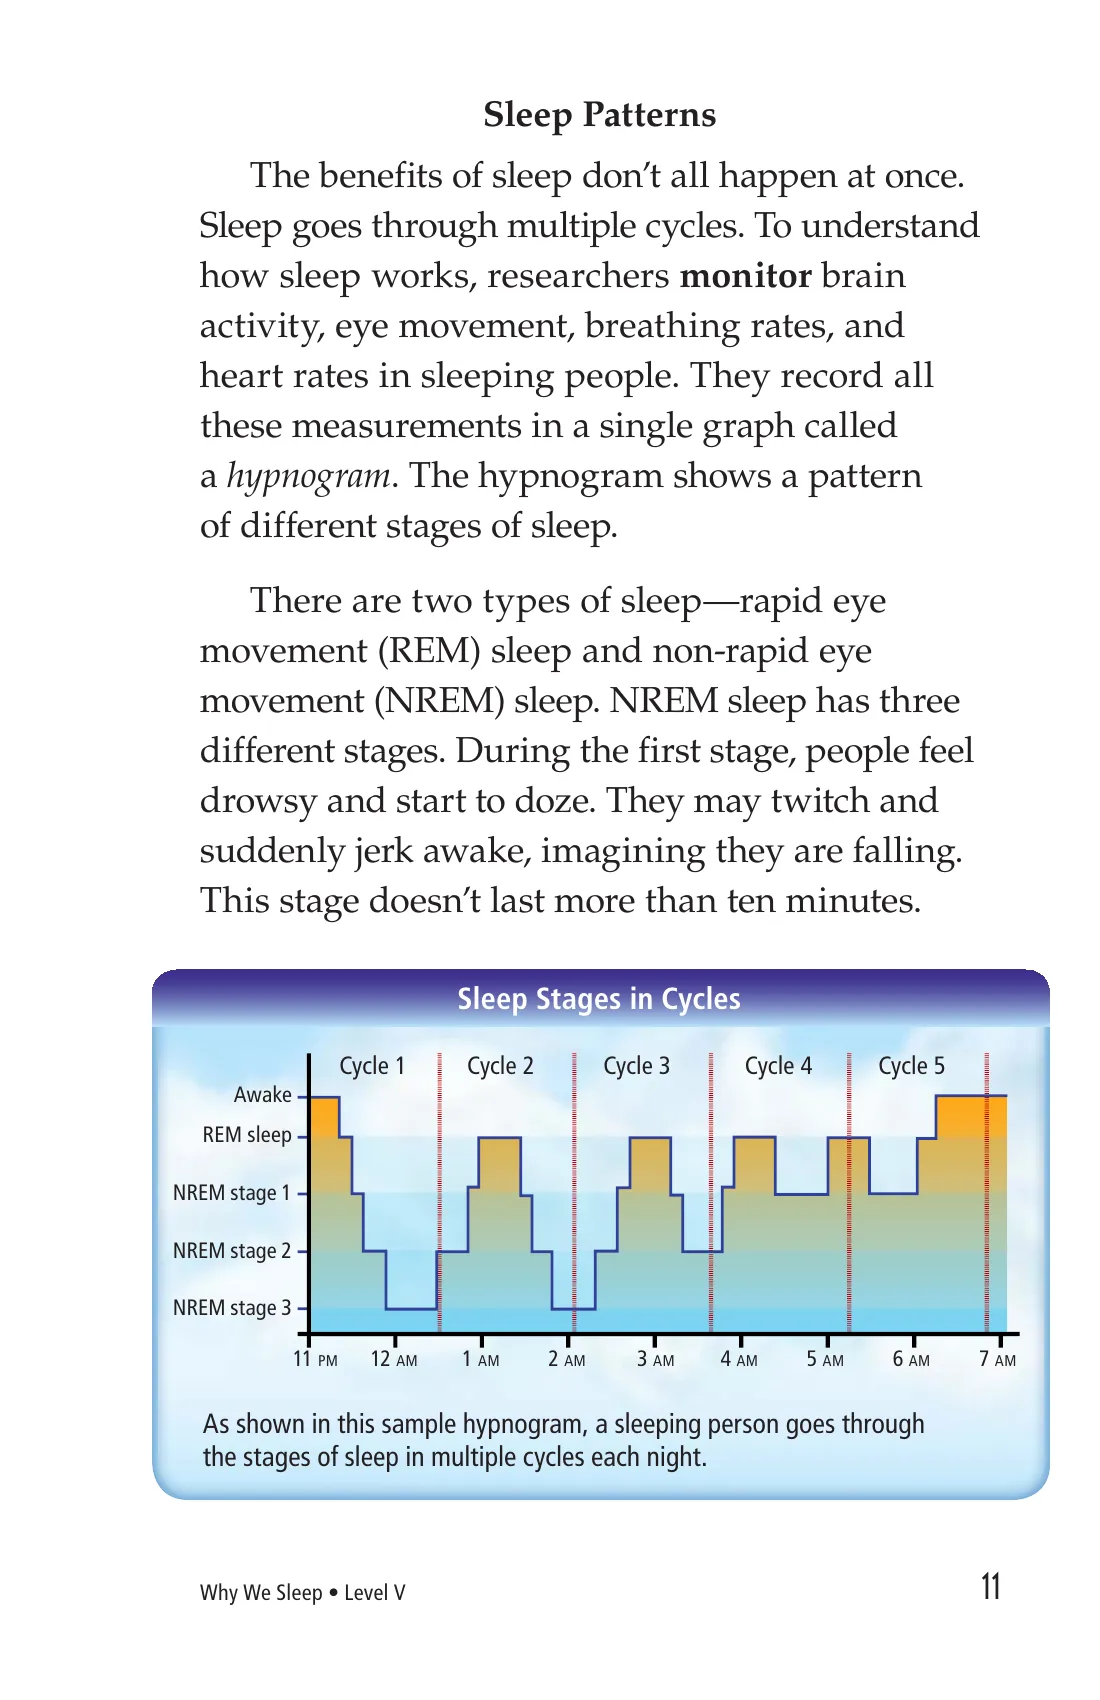 Sleep Patterns
The benefits of sleep don’t all happen at once.
Sleep goes through multiple cycles. To understand
how sleep works, researchers monitor brain
activity, eye movement, breathing rates, and
heart rates in sleeping people. They record all
these measurements in a single graph called
a hypnogram. The hypnogram shows a pattern
of different stages of sleep.
There are two types of sleep—rapid eye
movement (REM) sleep and non-rapid eye
movement (NREM) sleep. NREM sleep has three
different stages. During the first stage, people feel
drowsy and start to doze. They may twitch and
suddenly jerk awake, imagining they are falling.
This stage doesn’t last more than ten minutes.
Sleep Stages in Cycles
Cycle 1 Cycle 2 Cycle 3 Cycle 4 Cycle 5
Awake
REM sleep
NREM stage 1
NREM stage 2
NREM stage 3
11 PM 12 AM 1 AM 2 AM 3 AM 4 AM 5 AM 6 AM 7 AM
As shown in this sample hypnogram, a sleeping person goes through
the stages of sleep in multiple cycles each night.
Why We Sleep • Level V 11